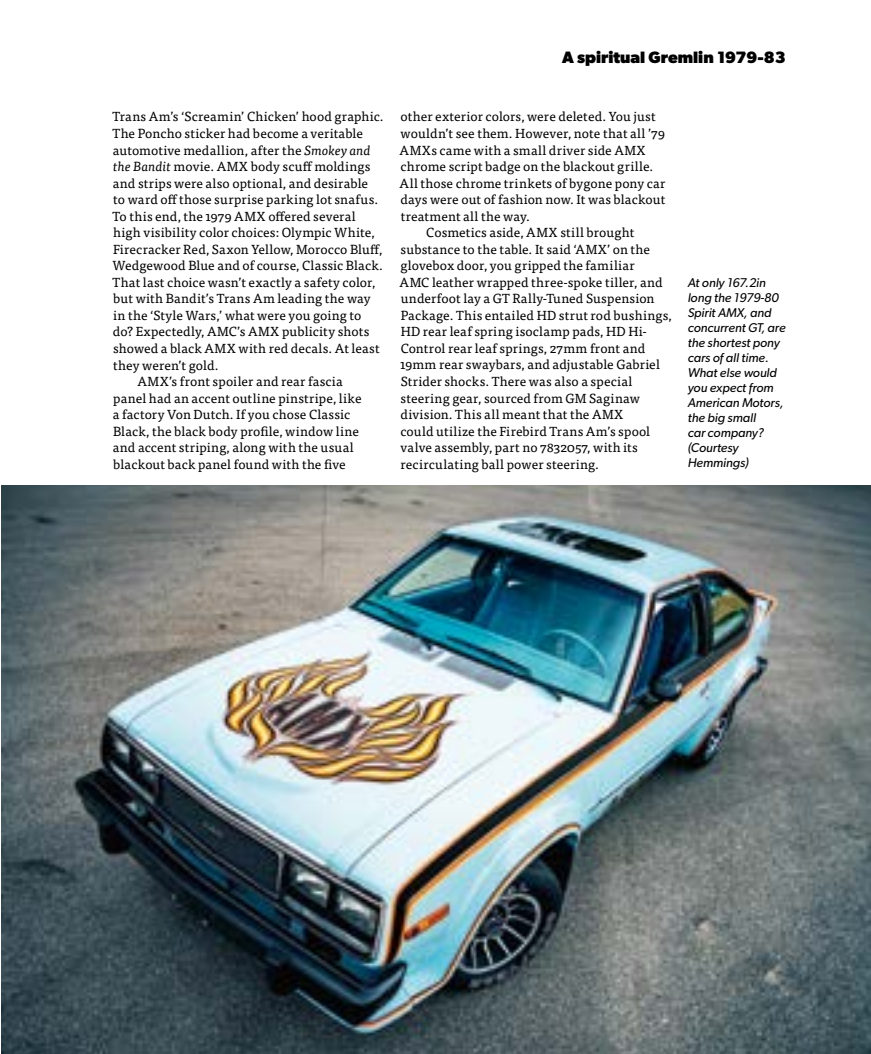 A spiritual Gremlin 1979-83
Trans Am’s ‘Screamin’ Chicken’ hood graphic.
The Poncho sticker had become a veritable
automotive medallion, after the Smokey and
the Bandit movie. AMX body scuff moldings
and strips were also optional, and desirable
to ward off those surprise parking lot snafus.
To this end, the 1979 AMX offered several
high visibility color choices: Olympic White,
Firecracker Red, Saxon Yellow, Morocco Bluff,
Wedgewood Blue and of course, Classic Black.
That last choice wasn’t exactly a safety color,
but with Bandit’s Trans Am leading the way
in the ‘Style Wars,’ what were you going to
do? Expectedly, AMC’s AMX publicity shots
showed a black AMX with red decals. At least
they weren’t gold.
AMX’s front spoiler and rear fascia
panel had an accent outline pinstripe, like
a factory Von Dutch. If you chose Classic
Black, the black body profile, window line
and accent striping, along with the usual
blackout back panel found with the five
other exterior colors, were deleted. You just
wouldn’t see them. However, note that all ’79
AMXs came with a small driver side AMX
chrome script badge on the blackout grille.
All those chrome trinkets of bygone pony car
days were out of fashion now. It was blackout
treatment all the way.
Cosmetics aside, AMX still brought
substance to the table. It said ‘AMX’ on the
glovebox door, you gripped the familiar
AMC leather wrapped three-spoke tiller, and
underfoot lay a GT Rally-Tuned Suspension
Package. This entailed HD strut rod bushings,
HD rear leaf spring isoclamp pads, HD Hi-
Control rear leaf springs, 27mm front and
19mm rear swaybars, and adjustable Gabriel
Strider shocks. There was also a special
steering gear, sourced from GM Saginaw
division. This all meant that the AMX
could utilize the Firebird Trans Am’s spool
valve assembly, part no 7832057, with its
recirculating ball power steering.
At only 167.2in
long the 1979-80
Spirit AMX, and
concurrent GT, are
the shortest pony
cars of all time.
What else would
you expect from
American Motors,
the big small
car company?
(Courtesy
Hemmings)
AMX